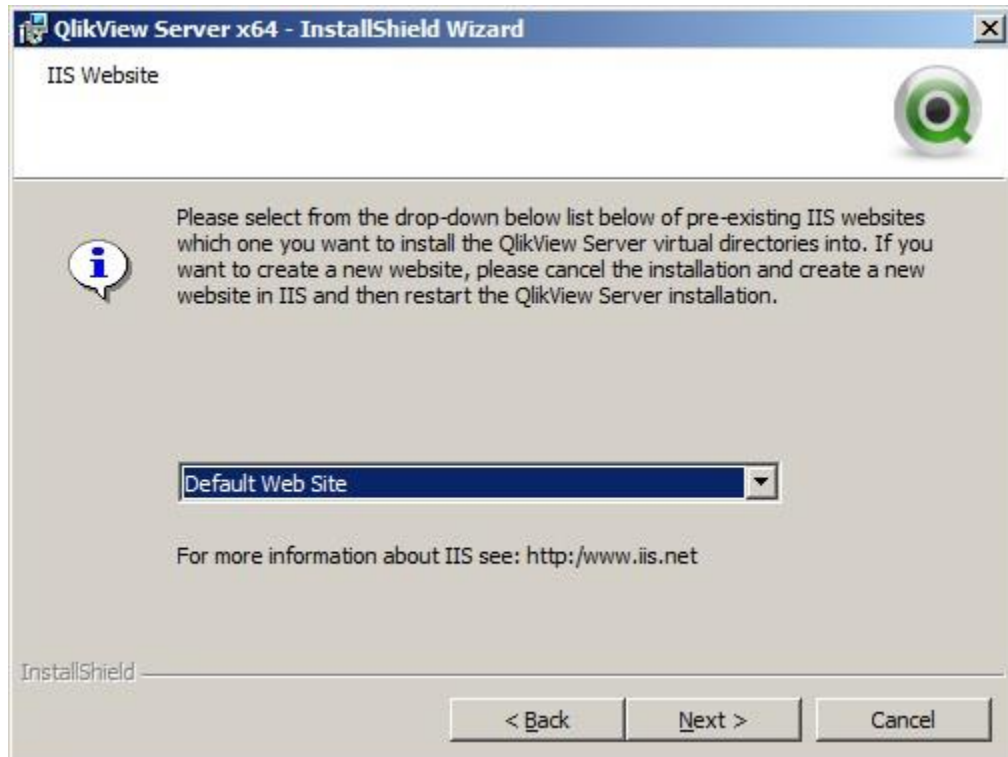 QlikView Server x64 - InstallShield Wizard
IIS Website
Please select from the drop-down below list below of pre-existing IIS websites
which one you want to install the QlikView Server virtual directories into. If you
want to create a new website, please cancel the installation and create a new
website in IIS and then restart the QlikView Server installation.
Default Web Site
For more information about IIS see: http:/www.iis.net
InstallShield
< Back
Next >
Cancel